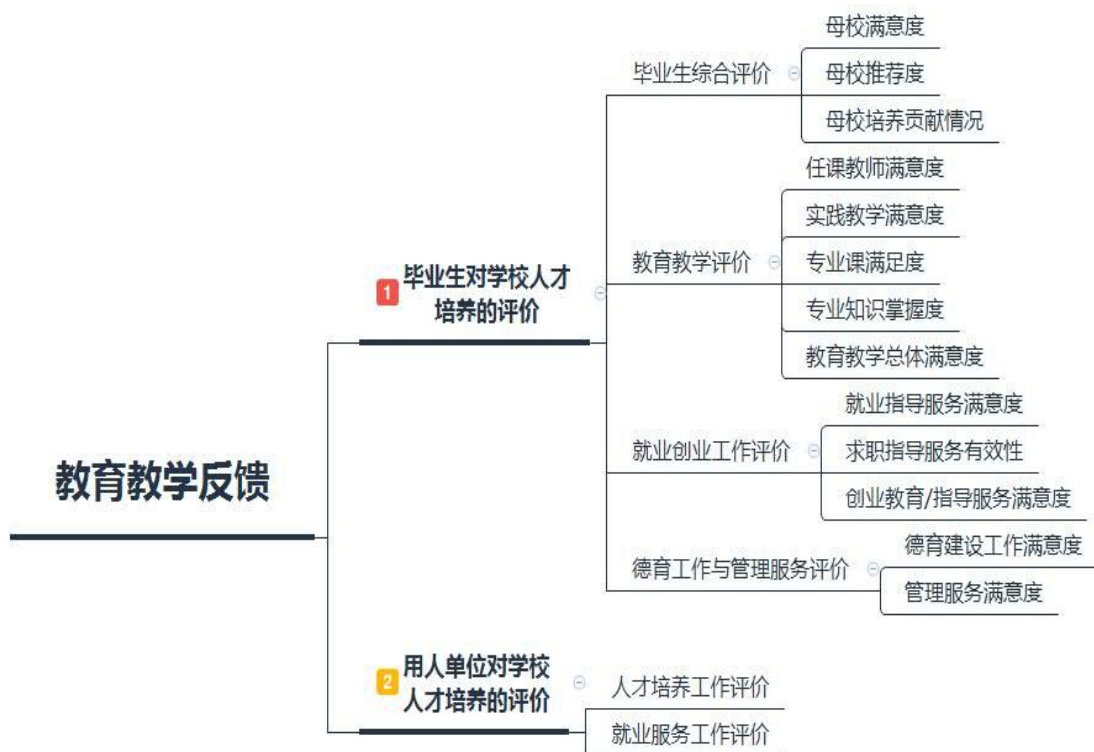 教育教学反馈
1
毕业生对学校人才
培养的评价
毕业生综合评价
母校满意度
母校推荐度
母校培养贡献情况
教育教学评价
任课教师满意度
实践教学满意度
专业课满足度
专业知识掌握度
教育教学总体满意度
就业创业工作评价
就业指导服务满意度
求职指导服务有效性
创业教育/指导服务满意度
德育工作与管理服务评价
德育建设工作满意度
管理服务满意度
2
用人单位对学校
人才培养的评价
人才培养工作评价
就业服务工作评价